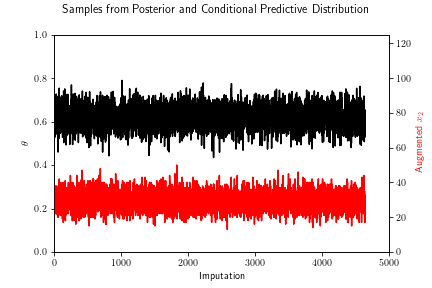 Samples from Posterior and Conditional Predictive Distribution
1.0
0.8
0.6
0.4
0.2
0.0
θ
120
100
80
60
40
20
0
Augmented x₂
0 1000 2000 3000 4000 5000
Imputation